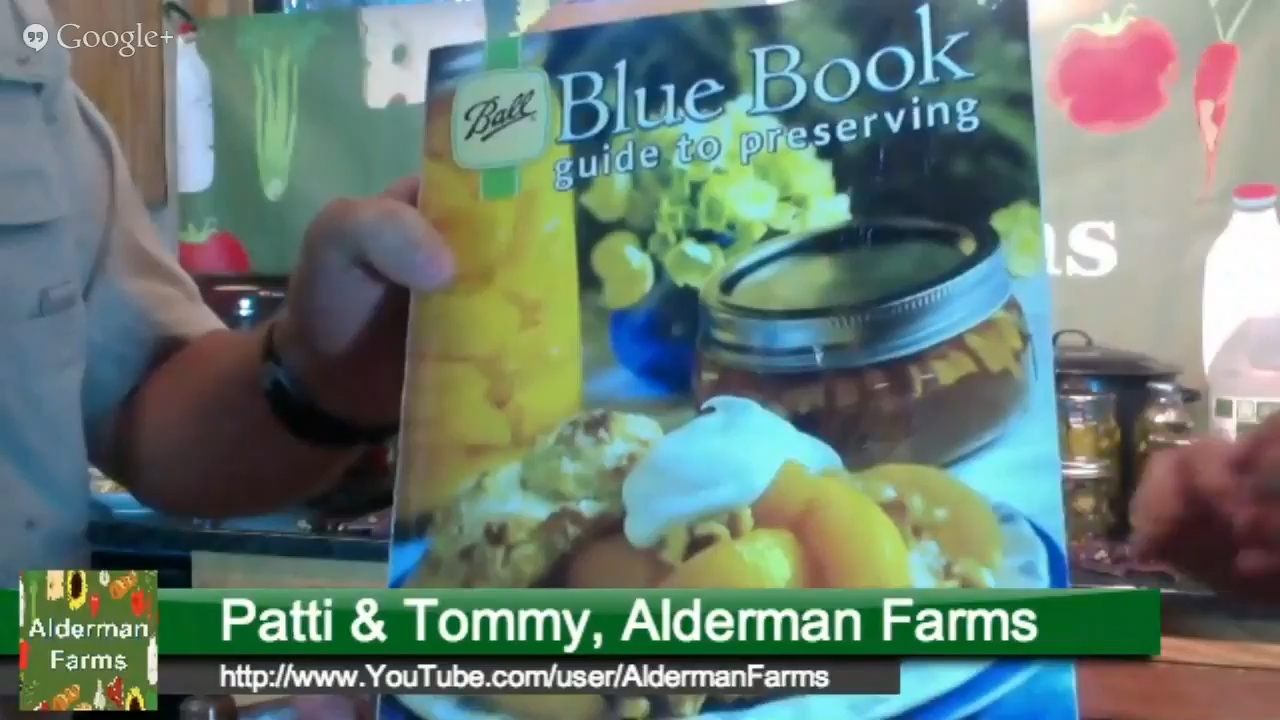 Google+
Ball
Blue Book
guide to preserving
as
Alderman
Farms
Patti & Tommy, Alderman Farms
http://www.YouTube.com/user/AldermanFarms